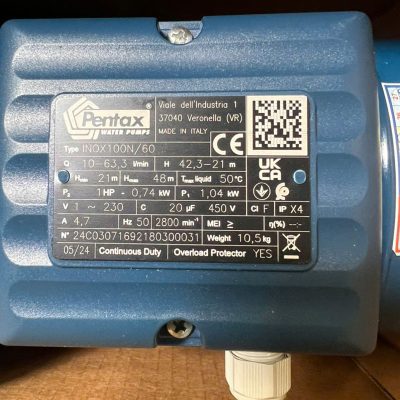 Pentax
WATER PUMPS
Viale dell'Industria 1
37040 Veronella (VR)
MADE IN ITALY
CE
Type INOX100N/60
Q 10-63,3 l/min H 42,3-21 m
Hmin 21 m Hmax 48 m Tmax liquid 50°C
P2 1 HP - 0,74 kW P1 1,04 kW
V 1 ~ 230 C 20 µF 450 V Cl F IP X4
A 4,7 Hz 50 2800 min⁻¹ MEI ≥ η(%) --.-
N° 24C03071692180300031 Weight 10,5kg
05/24 Continuous Duty Overload Protector YES
UK
CA